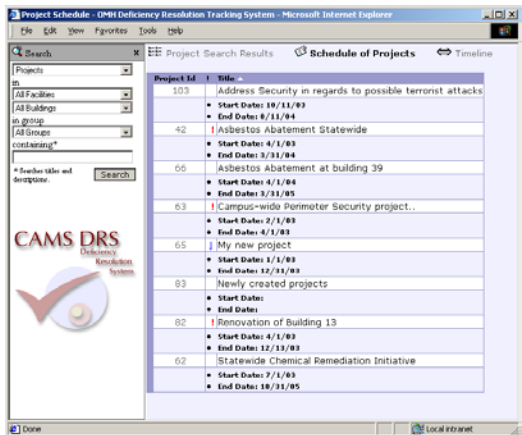 Project Schedule - OMH Deficiency Resolution Tracking System - Microsoft Internet Explorer
File Edit View Favorites Tools Help
Search ×
Projects
in
All Facilities
All Buildings
in group
All Groups
containing*
* Searches titles and descriptions.
Search
CAMS DRS
Deficiency
Resolution
System
Project Search Results Schedule of Projects Timeline
Project Id ! Title
103 Address Security in regards to possible terrorist attacks
• Start Date: 10/11/03
• End Date: 8/11/04
42 ! Asbestos Abatement Statewide
• Start Date: 4/1/03
• End Date: 3/31/04
66 Asbestos Abatement at building 39
• Start Date: 4/1/04
• End Date: 3/31/05
63 ! Campus-wide Perimeter Security project..
• Start Date: 2/1/03
• End Date: 4/1/03
65 ↓ My new project
• Start Date: 1/1/03
• End Date: 12/31/03
83 Newly created projects
• Start Date:
• End Date:
82 ! Renovation of Building 13
• Start Date: 4/1/03
• End Date: 12/13/03
62 Statewide Chemical Remediation Initiative
• Start Date: 7/1/03
• End Date: 10/31/05
Done Local intranet